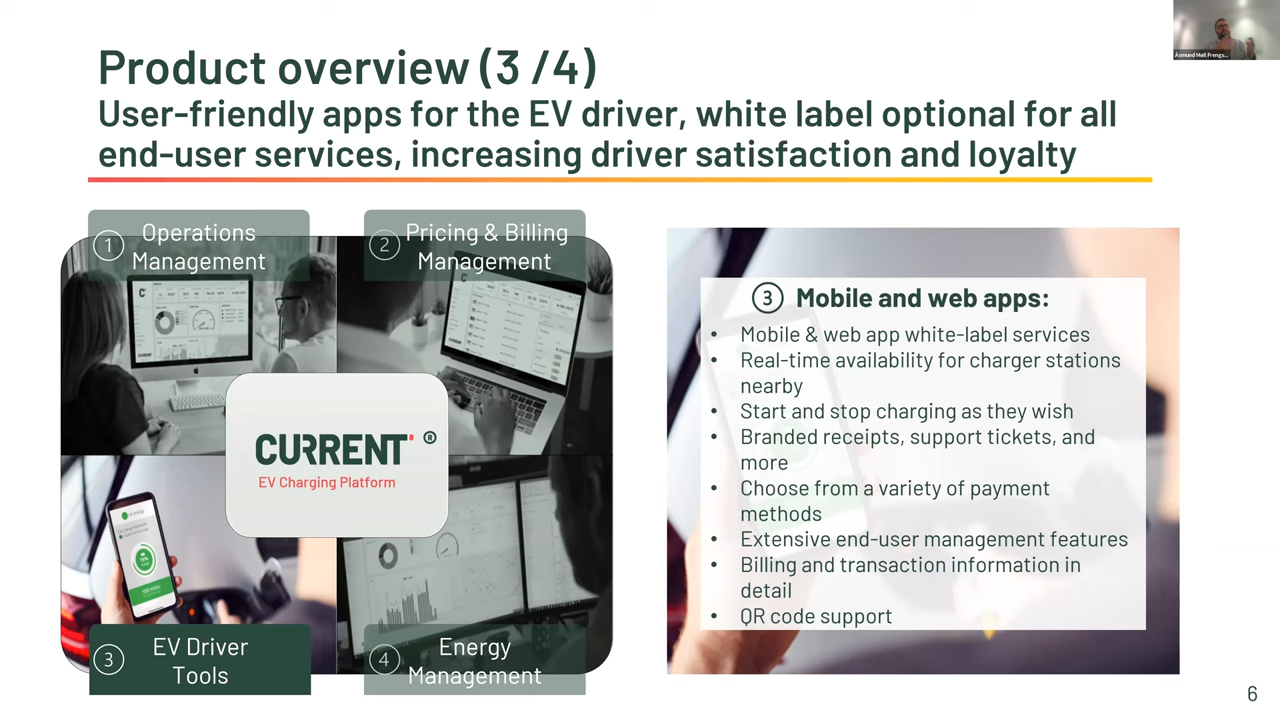 Product overview (3 /4)
User-friendly apps for the EV driver, white label optional for all
end-user services, increasing driver satisfaction and loyalty
1 Operations
Management
2 Pricing & Billing
Management
CURRENT ®
EV Charging Platform
3 EV Driver
Tools
4 Energy
Management
3 Mobile and web apps:
• Mobile & web app white-label services
• Real-time availability for charger stations
nearby
• Start and stop charging as they wish
• Branded receipts, support tickets, and
more
• Choose from a variety of payment
methods
• Extensive end-user management features
• Billing and transaction information in
detail
• QR code support
6